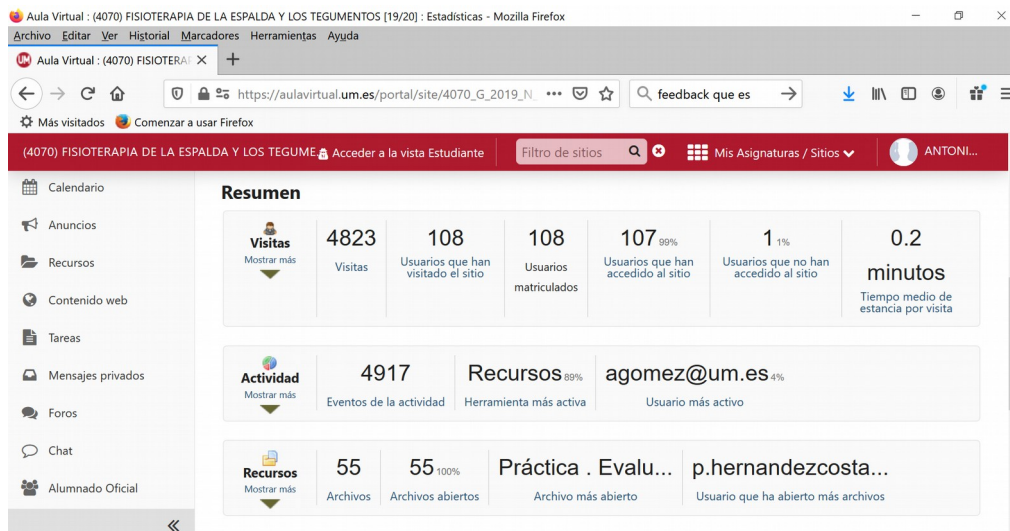 Aula Virtual : (4070) FISIOTERAPIA DE LA ESPALDA Y LOS TEGUMENTOS [19/20] : Estadísticas - Mozilla Firefox
Archivo Editar Ver Historial Marcadores Herramientas Ayuda
Aula Virtual : (4070) FISIOTERAP
https://aulavirtual.um.es/portal/site/4070_G_2019_N_
feedback que es
Más visitados Comenzar a usar Firefox
(4070) FISIOTERAPIA DE LA ESPALDA Y LOS TEGUME. Acceder a la vista Estudiante Filtro de sitios Mis Asignaturas / Sitios ANTONI...
Calendario
Anuncios
Recursos
Contenido web
Tareas
Mensajes privados
Foros
Chat
Alumnado Oficial
Resumen
Visitas
Mostrar más
4823
Visitas
108
Usuarios que han
visitado el sitio
108
Usuarios
matriculados
107 99%
Usuarios que han
accedido al sitio
1 1%
Usuarios que no han
accedido al sitio
0.2
minutos
Tiempo medio de
estancia por visita
Actividad
Mostrar más
4917
Eventos de la actividad
Recursos 89%
Herramienta más activa
agomez@um.es 4%
Usuario más activo
Recursos
Mostrar más
55
Archivos
55 100%
Archivos abiertos
Práctica . Evalu...
Archivo más abierto
p.hernandezcosta...
Usuario que ha abierto más archivos